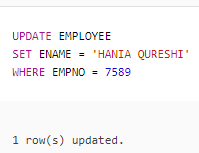 UPDATE EMPLOYEE
SET ENAME = 'HANIA QURESHI'
WHERE EMPNO = 7589
1 row(s) updated.